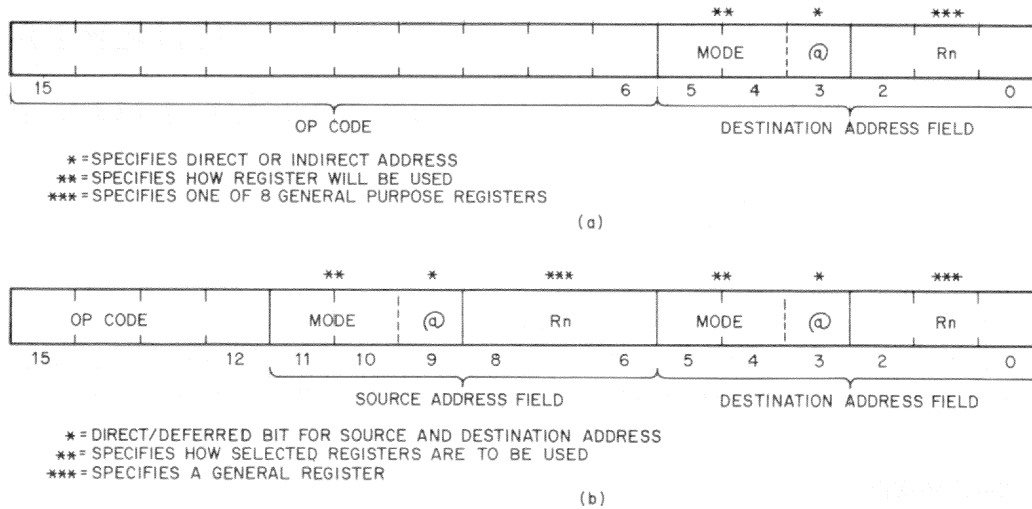 ** * ***
MODE @ Rn
15 6 5 4 3 2 0
OP CODE DESTINATION ADDRESS FIELD
* = SPECIFIES DIRECT OR INDIRECT ADDRESS
** = SPECIFIES HOW REGISTER WILL BE USED
*** = SPECIFIES ONE OF 8 GENERAL PURPOSE REGISTERS
(a)
** * *** ** * ***
OP CODE MODE @ Rn MODE @ Rn
15 12 11 10 9 8 6 5 4 3 2 0
SOURCE ADDRESS FIELD DESTINATION ADDRESS FIELD
* = DIRECT/DEFERRED BIT FOR SOURCE AND DESTINATION ADDRESS
** = SPECIFIES HOW SELECTED REGISTERS ARE TO BE USED
*** = SPECIFIES A GENERAL REGISTER
(b)